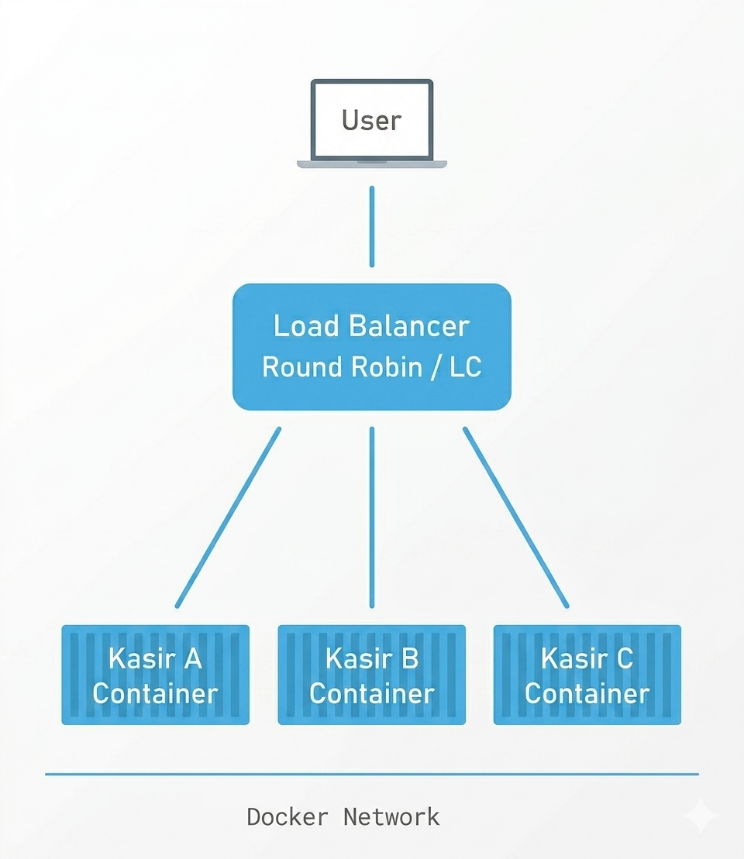 User
Load Balancer
Round Robin / LC
Kasir A
Container
Kasir B
Container
Kasir C
Container
Docker Network